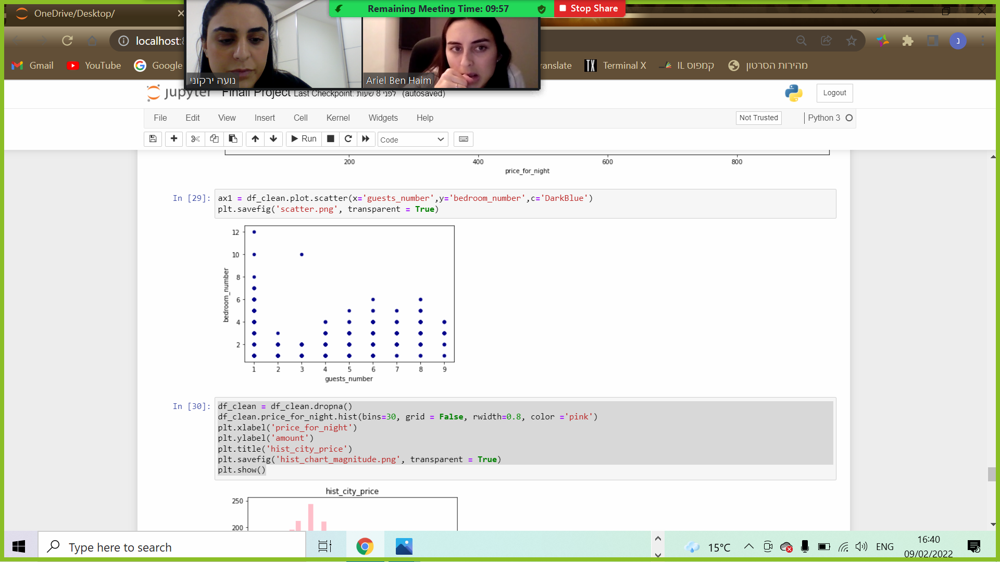 OneDrive/Desktop/
Remaining Meeting Time: 09:57
Stop Share
localhost:
נועה ירקוני
Ariel Ben Haim
נ
Gmail
YouTube
Google
ranslate
TX
Terminal X
קמפוס IL
מהירות הסרטון
jupyter
Finall Project
Last Checkpoint: לפני 8 שעות
(autosaved)
Logout
File
Edit
View
Insert
Cell
Kernel
Widgets
Help
Not Trusted
Python 3
Run
Code
200
400
600
800
price_for_night
In [29]:
ax1 = df_clean.plot.scatter(x='guests_number',y='bedroom_number',c='DarkBlue')
plt.savefig('scatter.png', transparent = True)
12
10
8
6
4
2
bedroom_number
1 2 3 4 5 6 7 8 9
guests_number
In [30]:
df_clean = df_clean.dropna()
df_clean.price_for_night.hist(bins=30, grid = False, rwidth=0.8, color ='pink')
plt.xlabel('price_for_night')
plt.ylabel('amount')
plt.title('hist_city_price')
plt.savefig('hist_chart_magnitude.png', transparent = True)
plt.show()
hist_city_price
250
200
Type here to search
15°C
ENG
16:40
09/02/2022